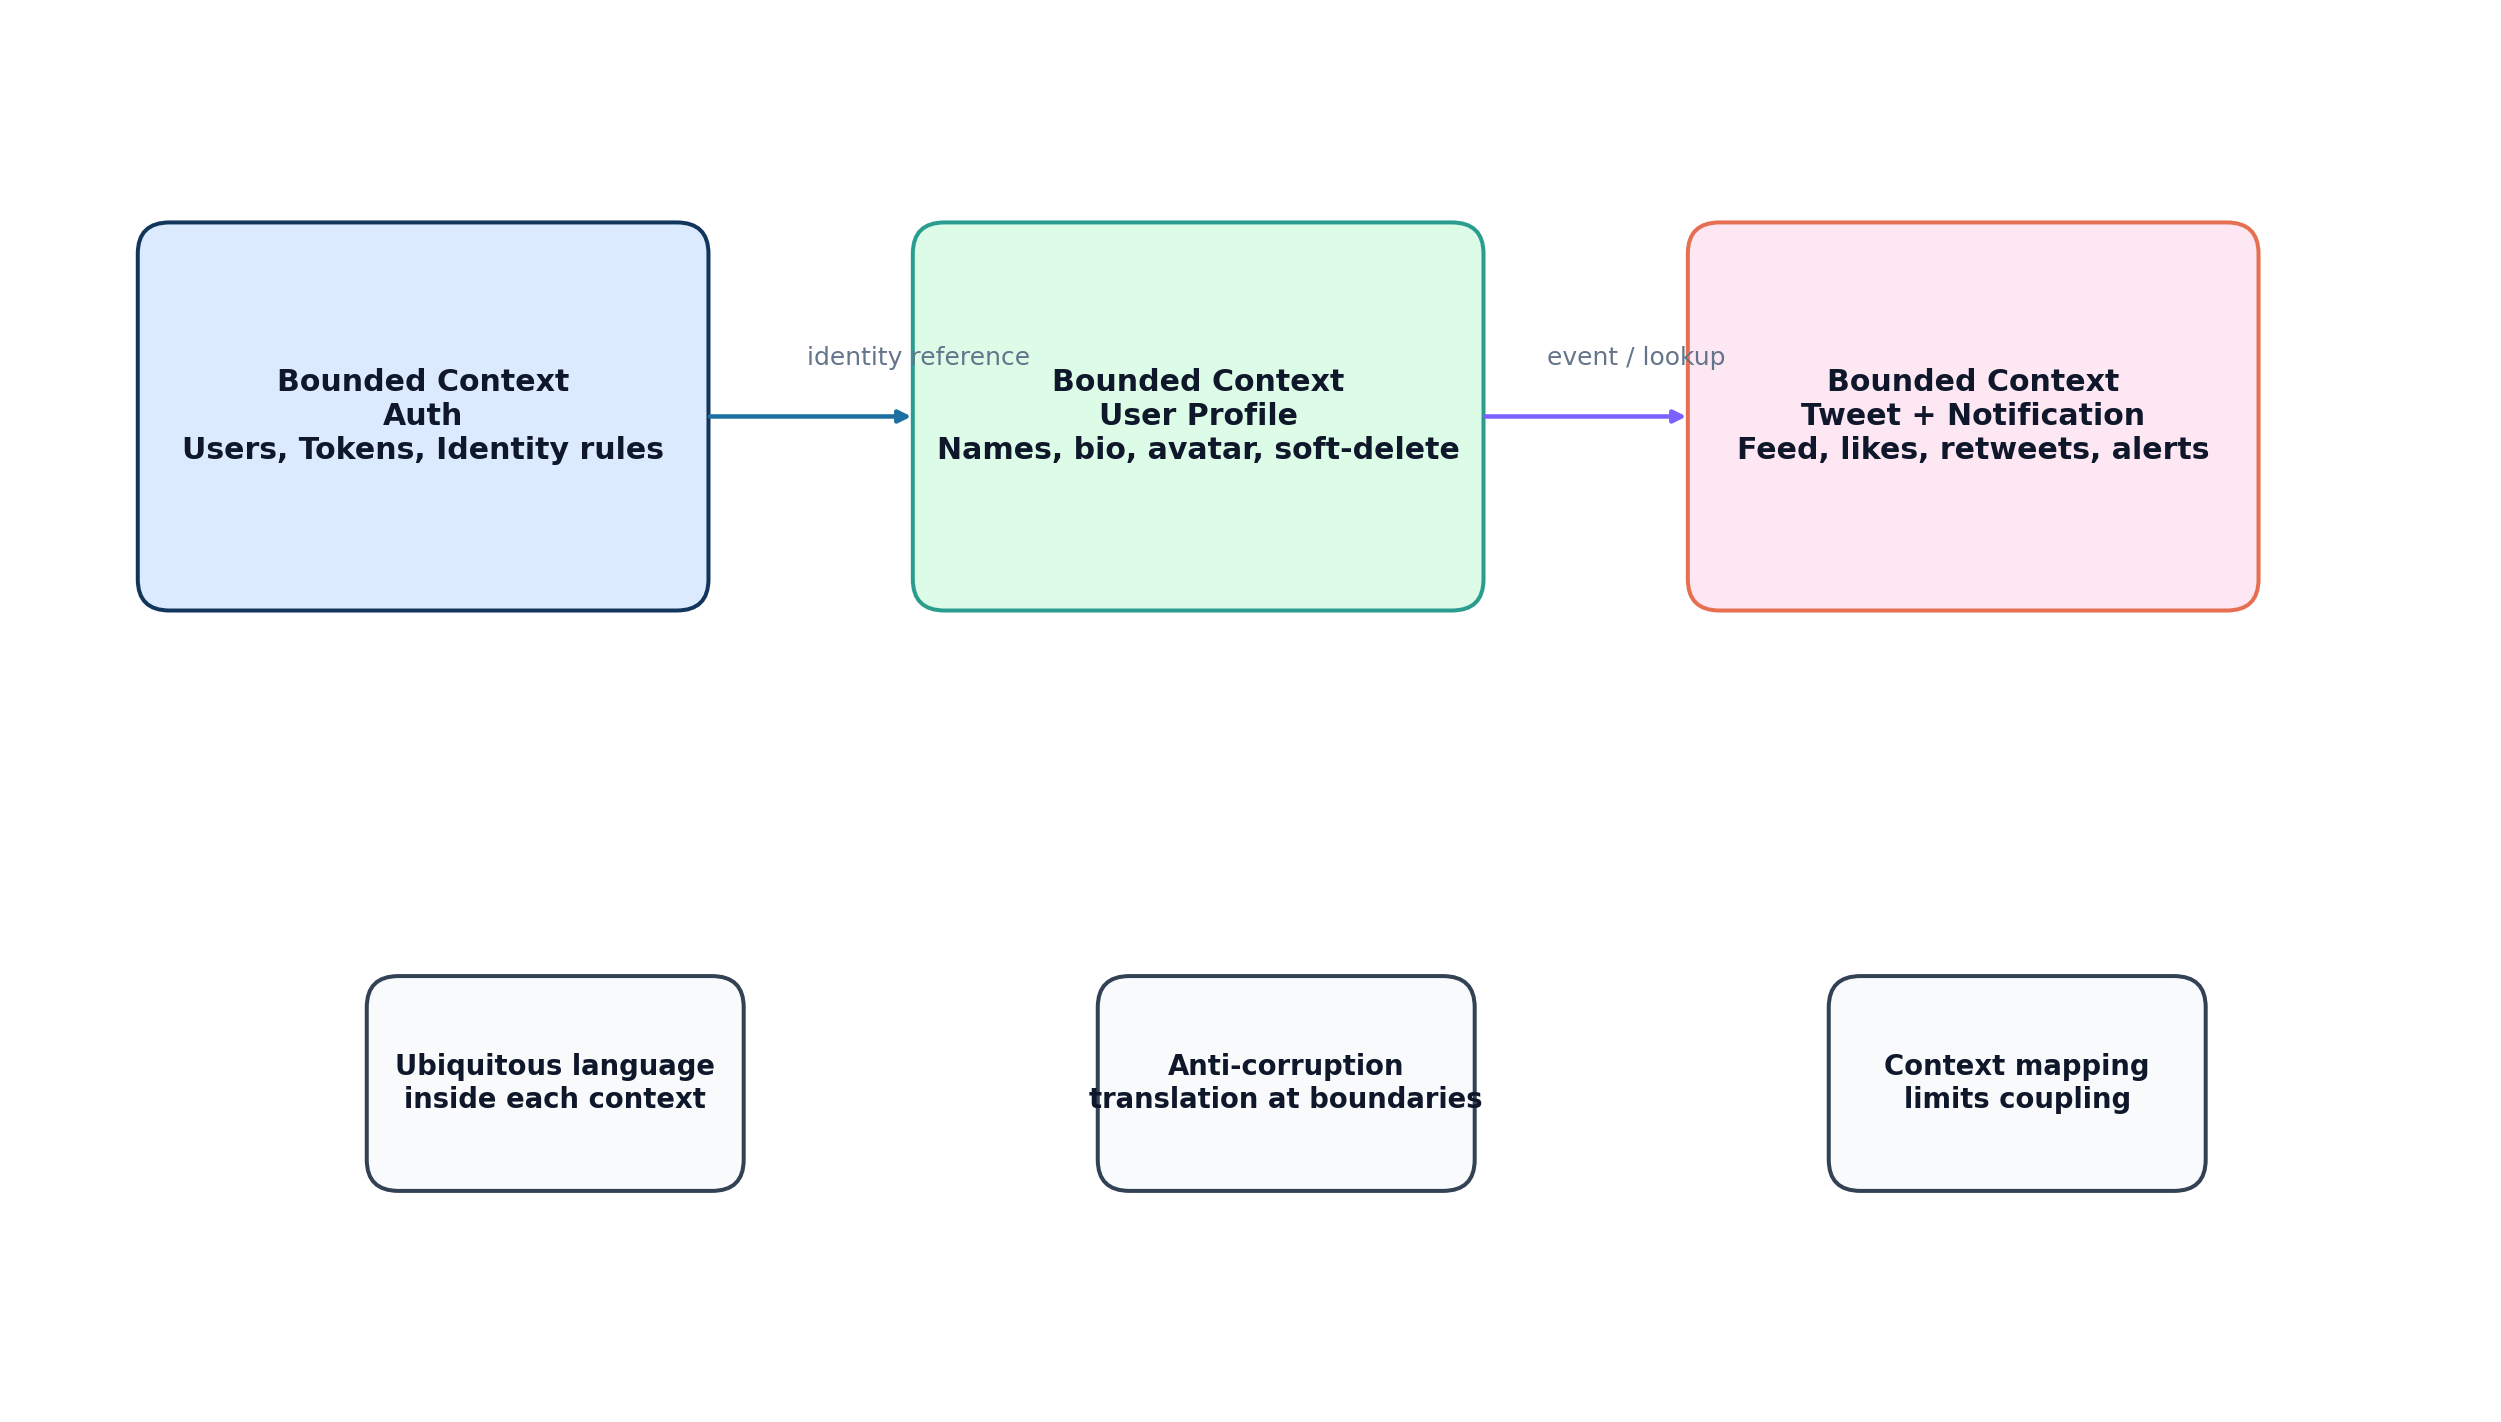 Bounded Context
Auth
Users, Tokens, Identity rules
identity reference
Bounded Context
User Profile
Names, bio, avatar, soft-delete
event / lookup
Bounded Context
Tweet + Notification
Feed, likes, retweets, alerts
Ubiquitous language
inside each context
Anti-corruption
translation at boundaries
Context mapping
limits coupling